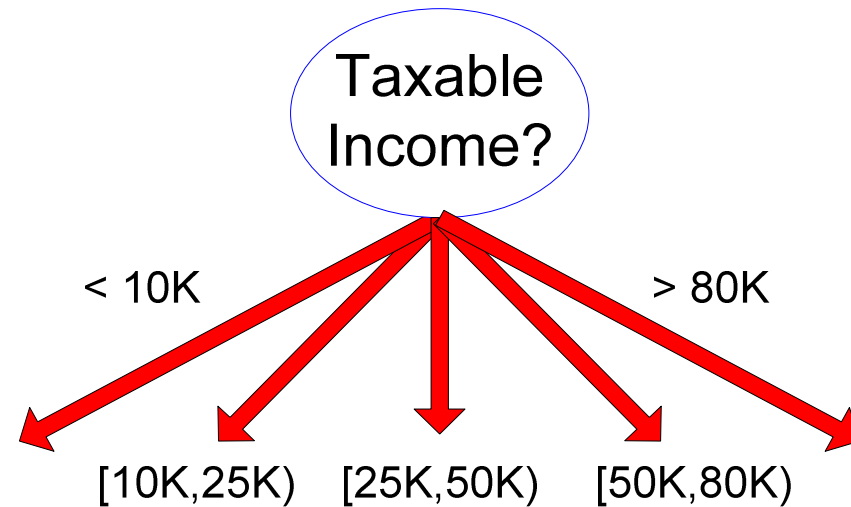 Taxable
Income?
< 10K
> 80K
[10K,25K)
[25K,50K)
[50K,80K)